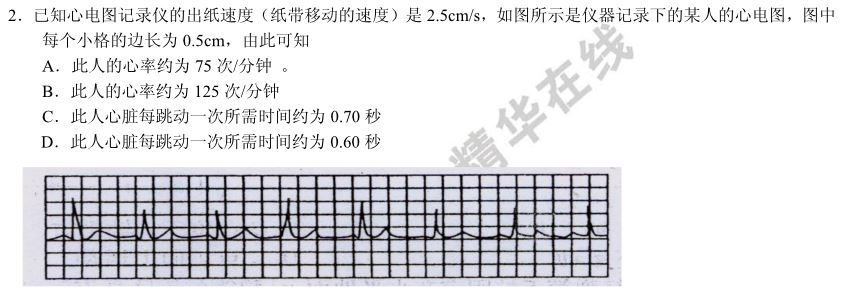 2．已知心电图记录仪的出纸速度（纸带移动的速度）是 2.5cm/s，如图所示是仪器记录下的某人的心电图，图中
每个小格的边长为 0.5cm，由此可知
A．此人的心率约为 75 次/分钟 。
B．此人的心率约为 125 次/分钟
C．此人心脏每跳动一次所需时间约为 0.70 秒
D．此人心脏每跳动一次所需时间约为 0.60 秒
精华在线